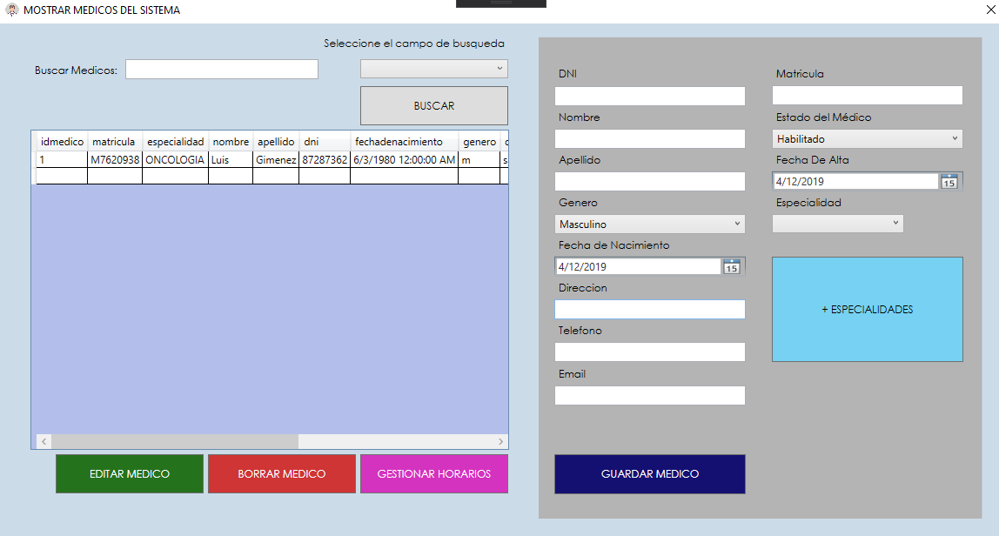 MOSTRAR MEDICOS DEL SISTEMA
Seleccione el campo de busqueda
Buscar Medicos:
BUSCAR
idmedico matricula especialidad nombre apellido dni fechadenacimiento genero
1 M7620938 ONCOLOGIA Luis Gimenez 87287362 6/3/1980 12:00:00 AM m
EDITAR MEDICO BORRAR MEDICO GESTIONAR HORARIOS
DNI
Nombre
Apellido
Genero
Masculino
Fecha de Nacimiento
4/12/2019 15
Direccion
Telefono
Email
GUARDAR MEDICO
Matricula
Estado del Médico
Habilitado
Fecha De Alta
4/12/2019 15
Especialidad
+ ESPECIALIDADES